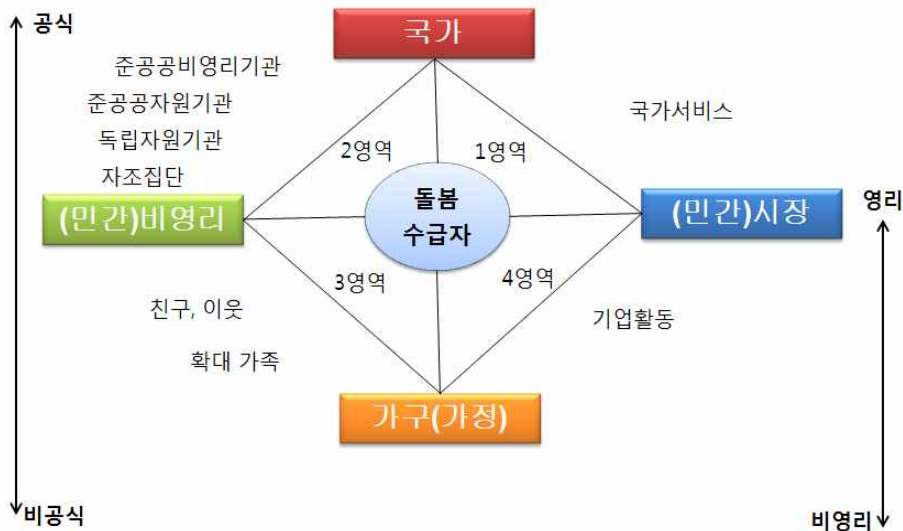 공식
국가
준공공비영리기관
준공공자원기관
독립자원기관
자조집단
국가서비스
2영역
1영역
(민간)비영리
돌봄
수급자
(민간)시장
영리
3영역
4영역
친구, 이웃
기업활동
확대 가족
가구(가정)
비공식
비영리